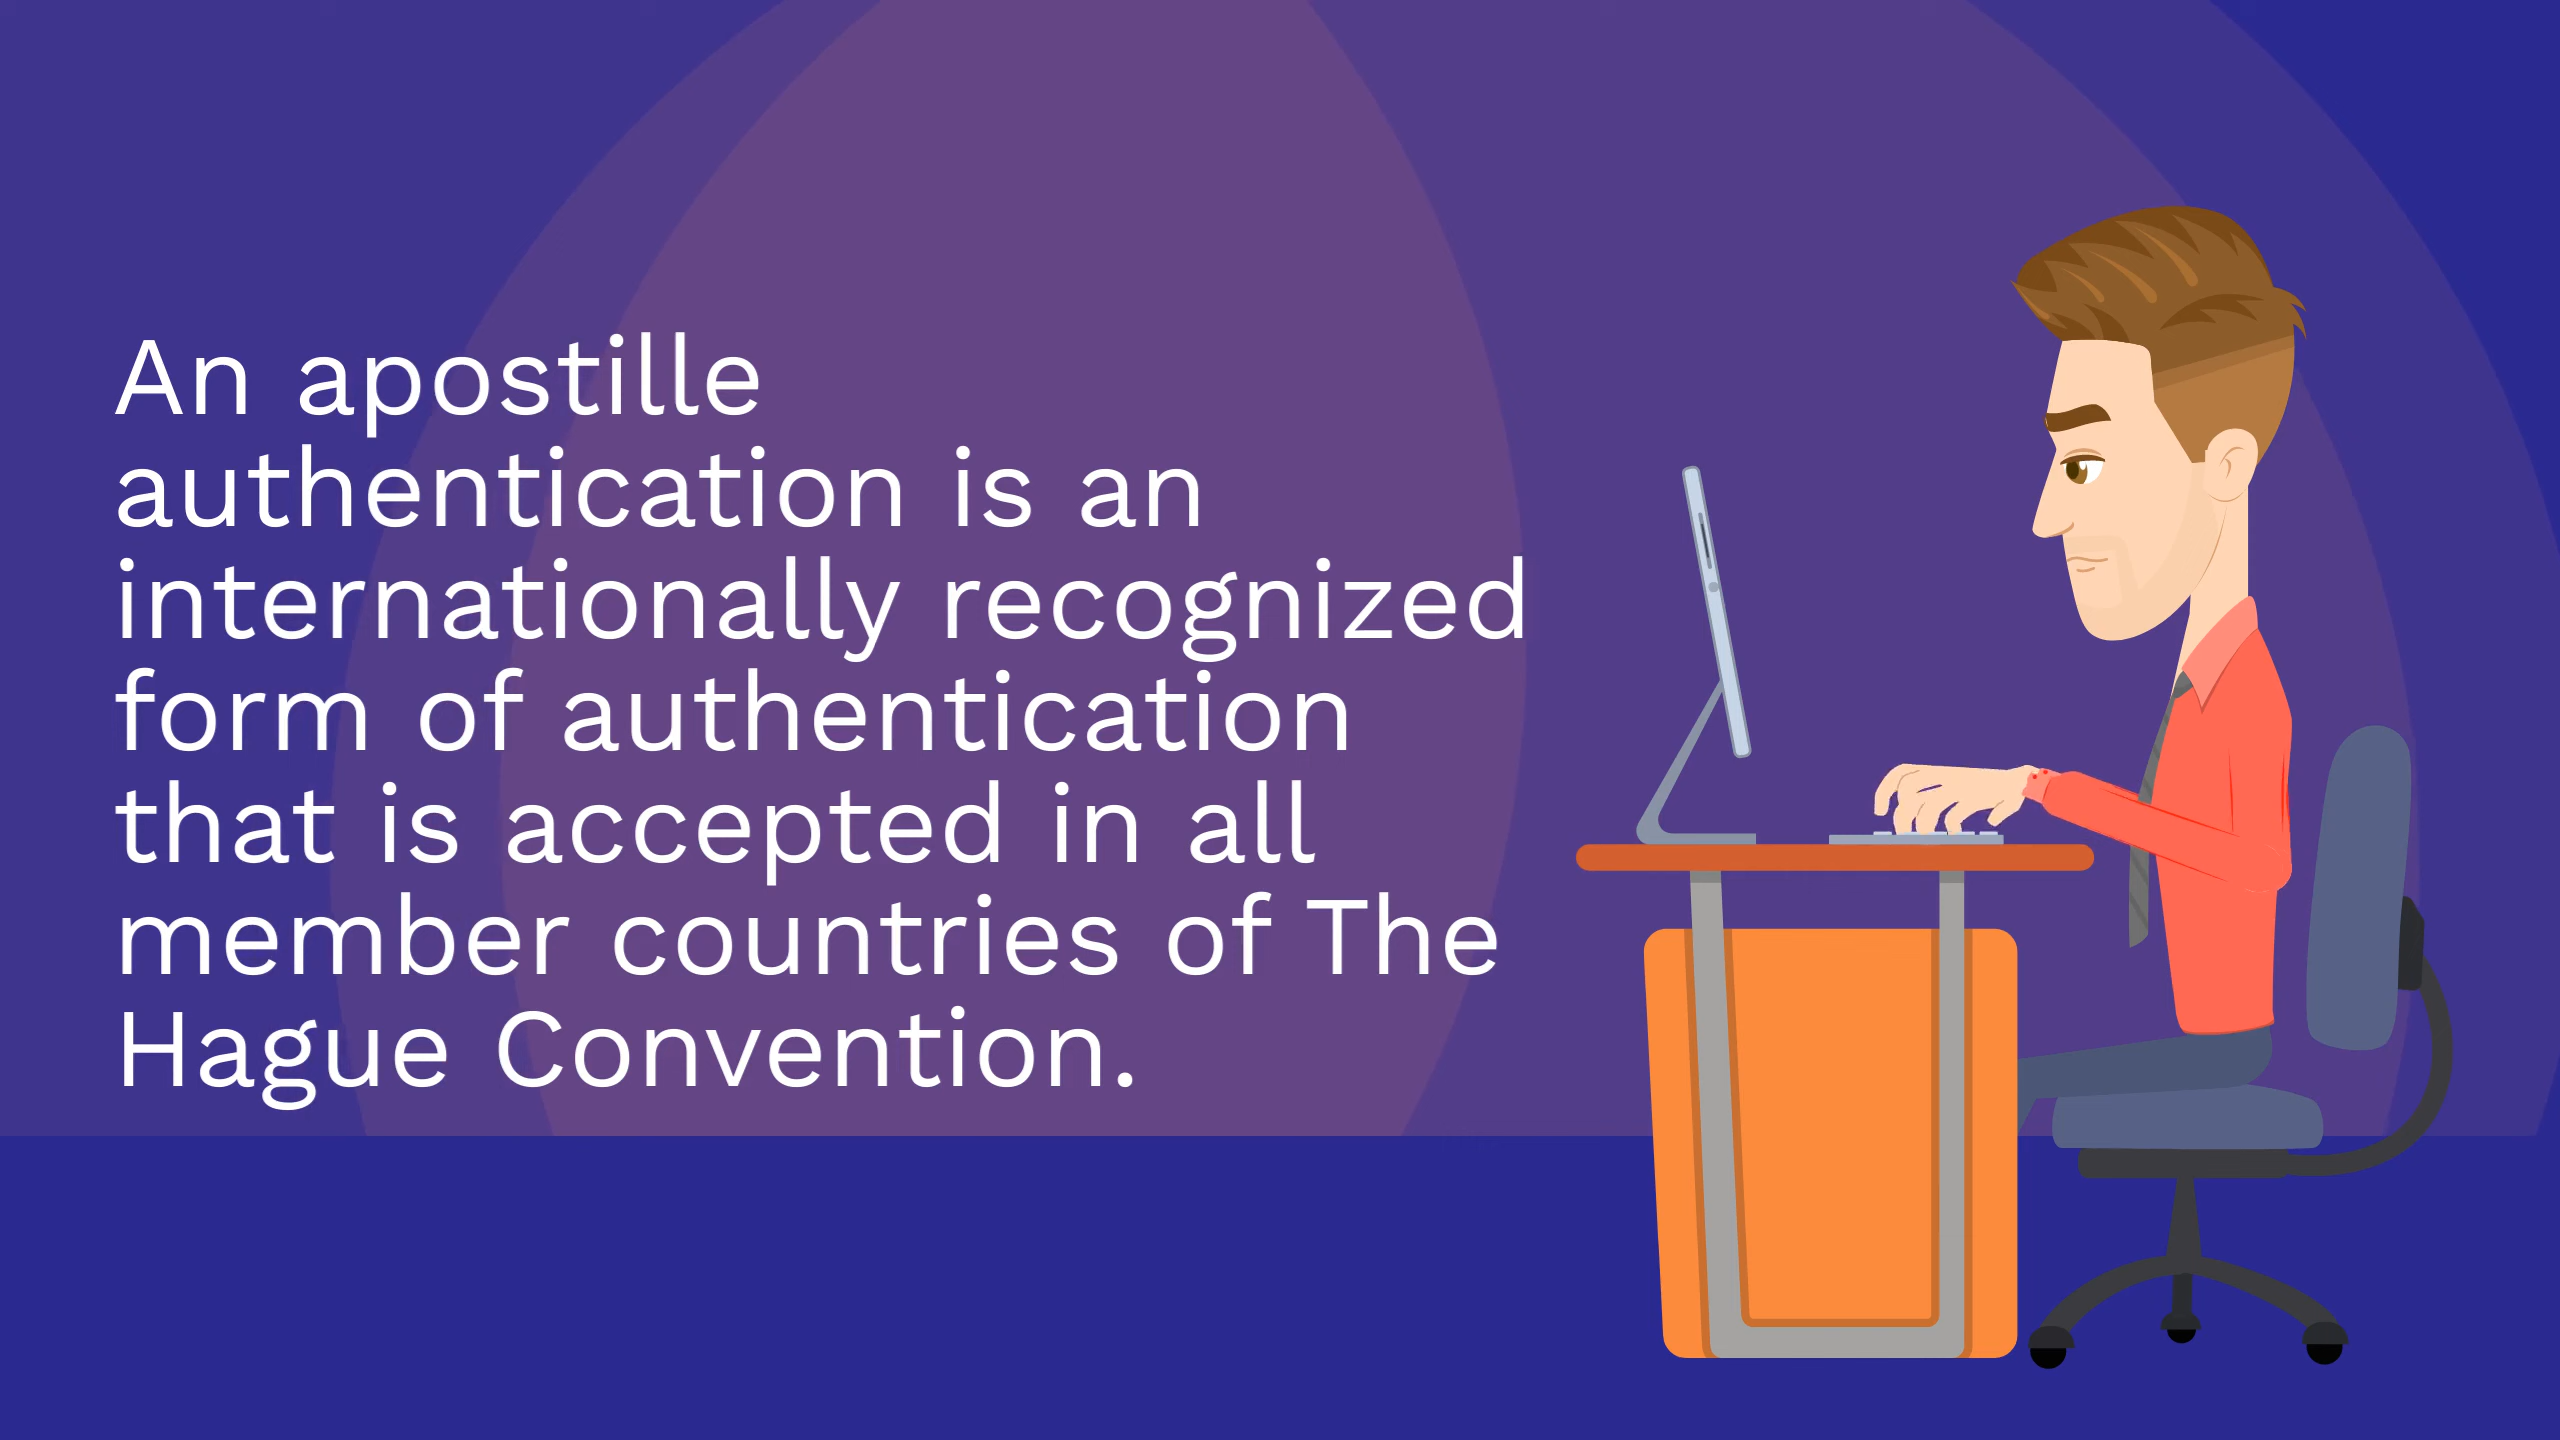 An apostille
authentication is an
internationally recognized
form of authentication
that is accepted in all
member countries of The
Hague Convention.